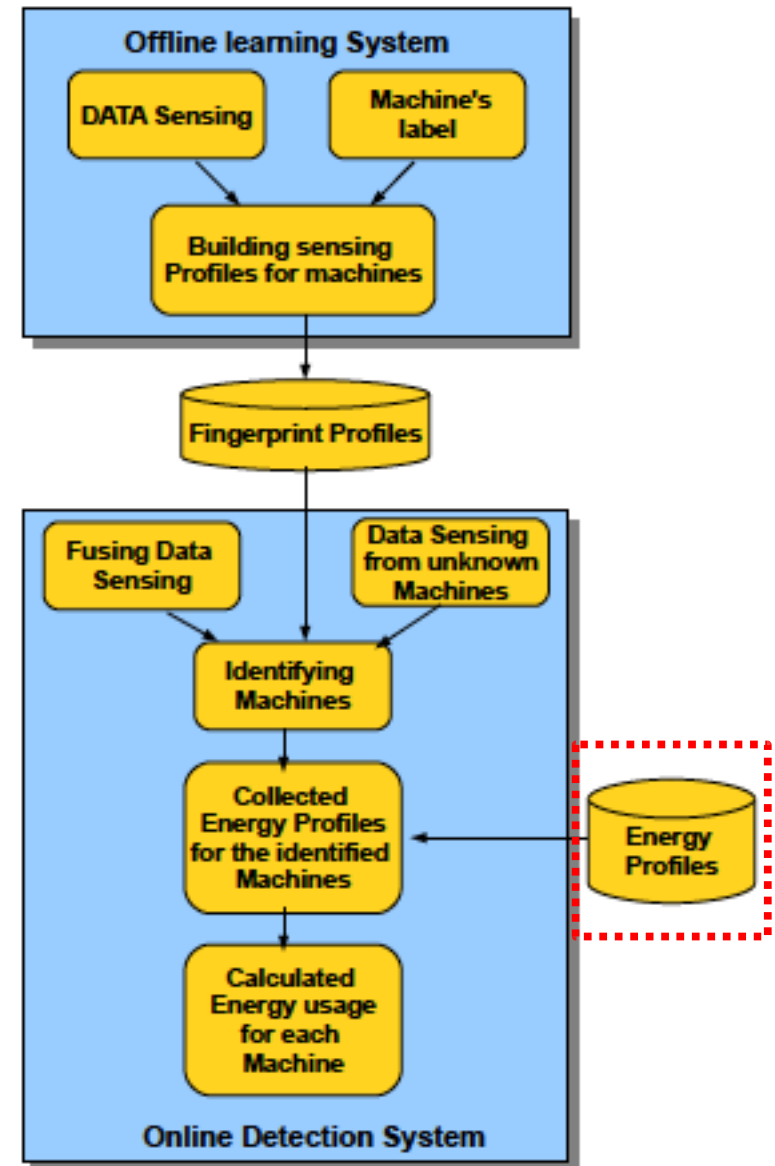 Offline learning System
DATA Sensing
Machine's
label
Building sensing
Profiles for machines
Fingerprint Profiles
Fusing Data
Sensing
Data Sensing
from unknown
Machines
Identifying
Machines
Collected
Energy Profiles
for the identified
Machines
Energy
Profiles
Calculated
Energy usage
for each
Machine
Online Detection System